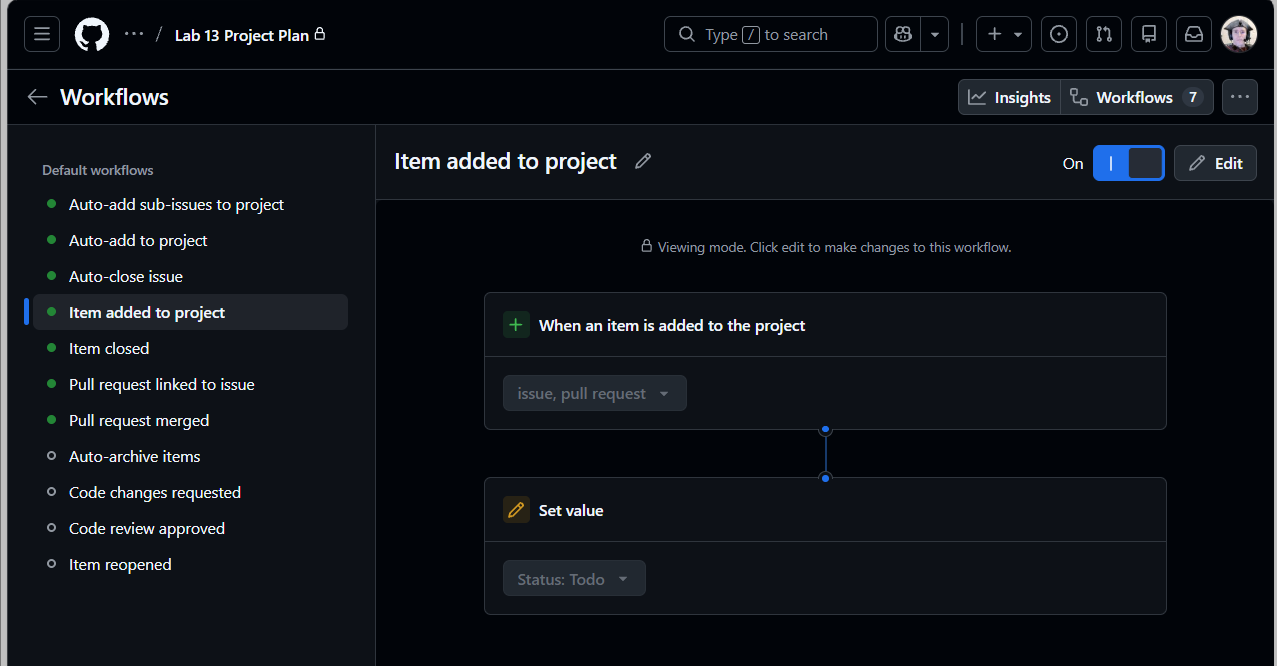 ··· / Lab 13 Project Plan
Type / to search
Workflows
Insights
Workflows 7
Default workflows
Auto-add sub-issues to project
Auto-add to project
Auto-close issue
Item added to project
Item closed
Pull request linked to issue
Pull request merged
Auto-archive items
Code changes requested
Code review approved
Item reopened
Item added to project
On
Edit
Viewing mode. Click edit to make changes to this workflow.
When an item is added to the project
issue, pull request
Set value
Status: Todo